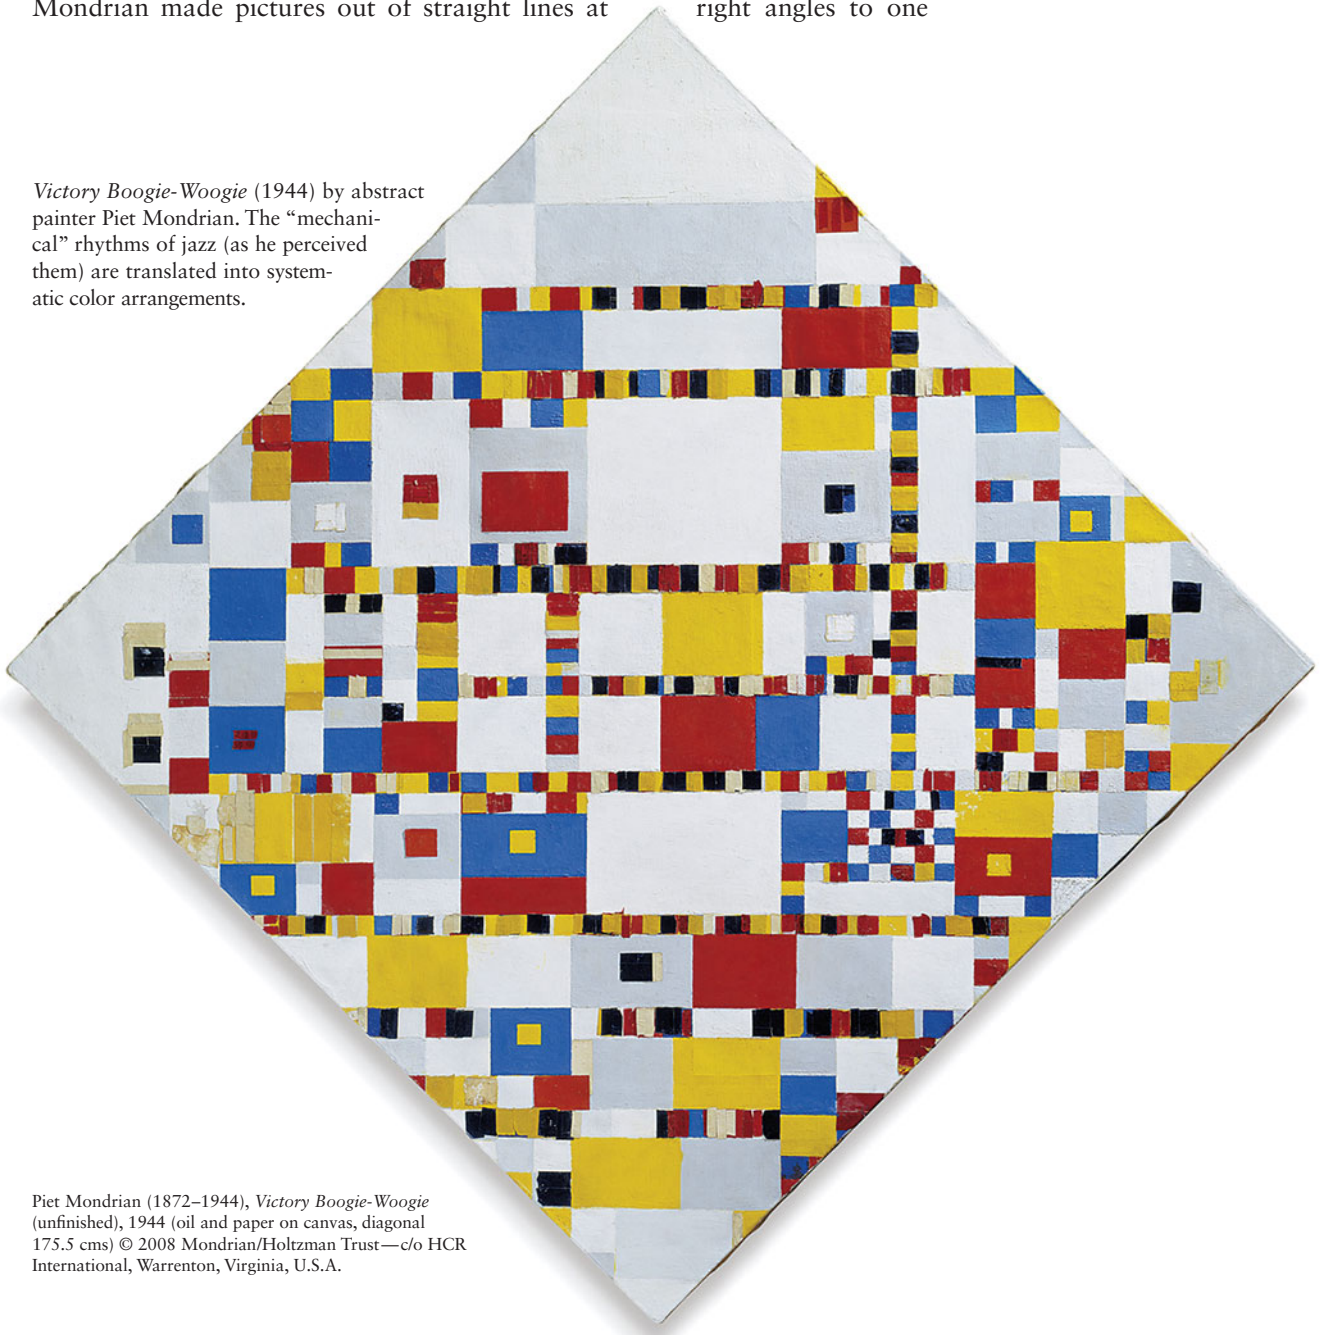 Mondrian made pictures out of straight lines at right angles to one
Victory Boogie-Woogie (1944) by abstract
painter Piet Mondrian. The “mechani-
cal” rhythms of jazz (as he perceived
them) are translated into system-
atic color arrangements.
Piet Mondrian (1872–1944), Victory Boogie-Woogie
(unfinished), 1944 (oil and paper on canvas, diagonal
175.5 cms) © 2008 Mondrian/Holtzman Trust—c/o HCR
International, Warrenton, Virginia, U.S.A.